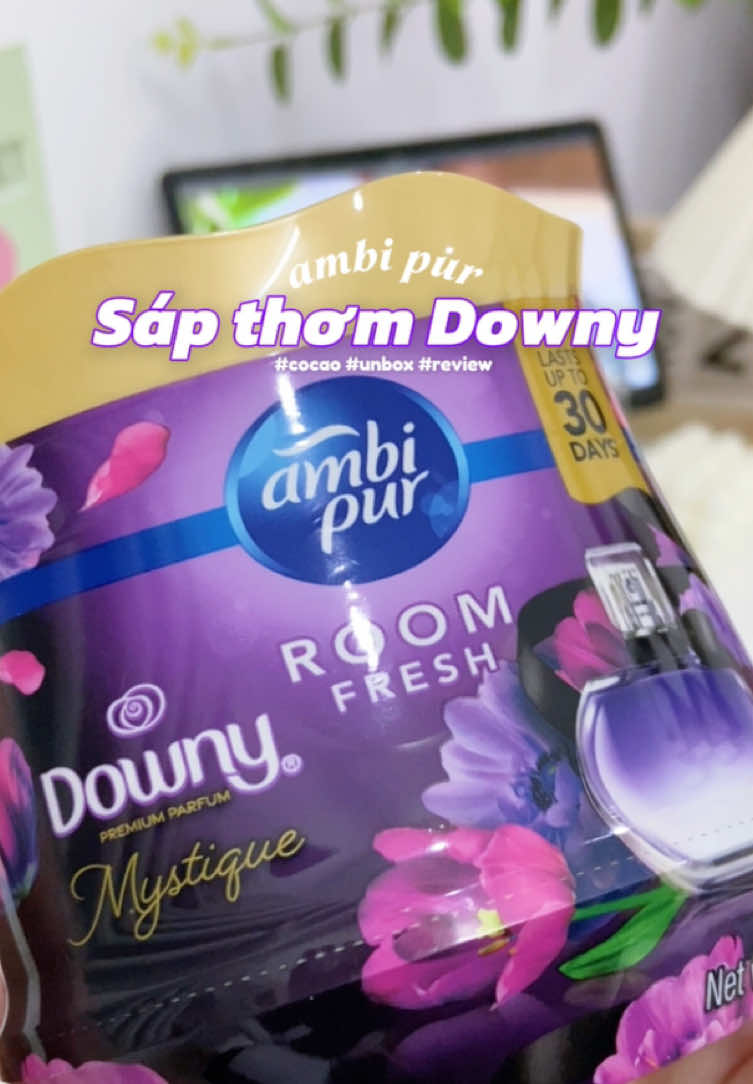 ambi pùr
Sáp thơm Downy
#cocao #unbox #review
LASTS
UP TO
30
DAYS
ambi
pur
ROOM
FRESH
Downy®
PREMIUM PARFUM
Mystique
Net